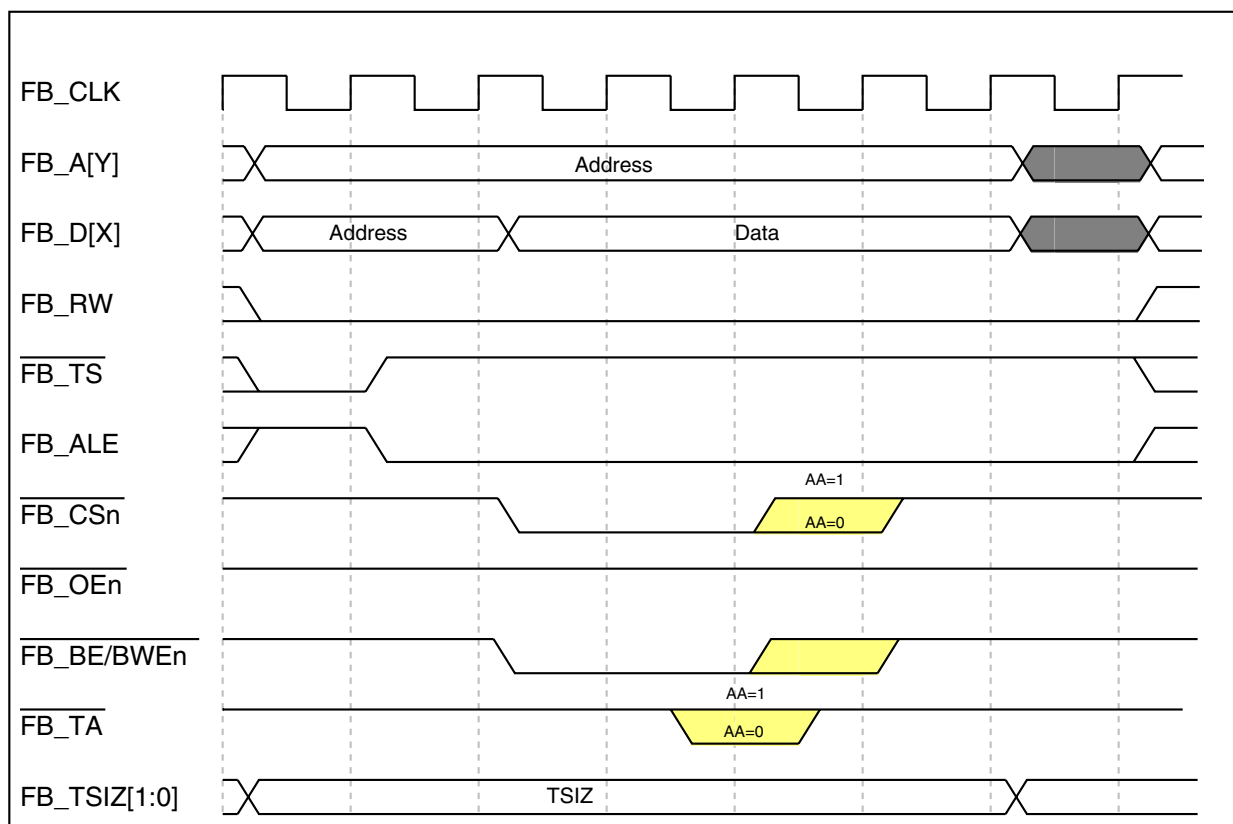 FB_CLK
FB_A[Y] Address
FB_D[X] Address Data
FB_RW
FB_TS
FB_ALE
AA=1
FB_CSn AA=0
FB_OEn
FB_BE/BWEn
AA=1
FB_TA AA=0
FB_TSIZ[1:0] TSIZ